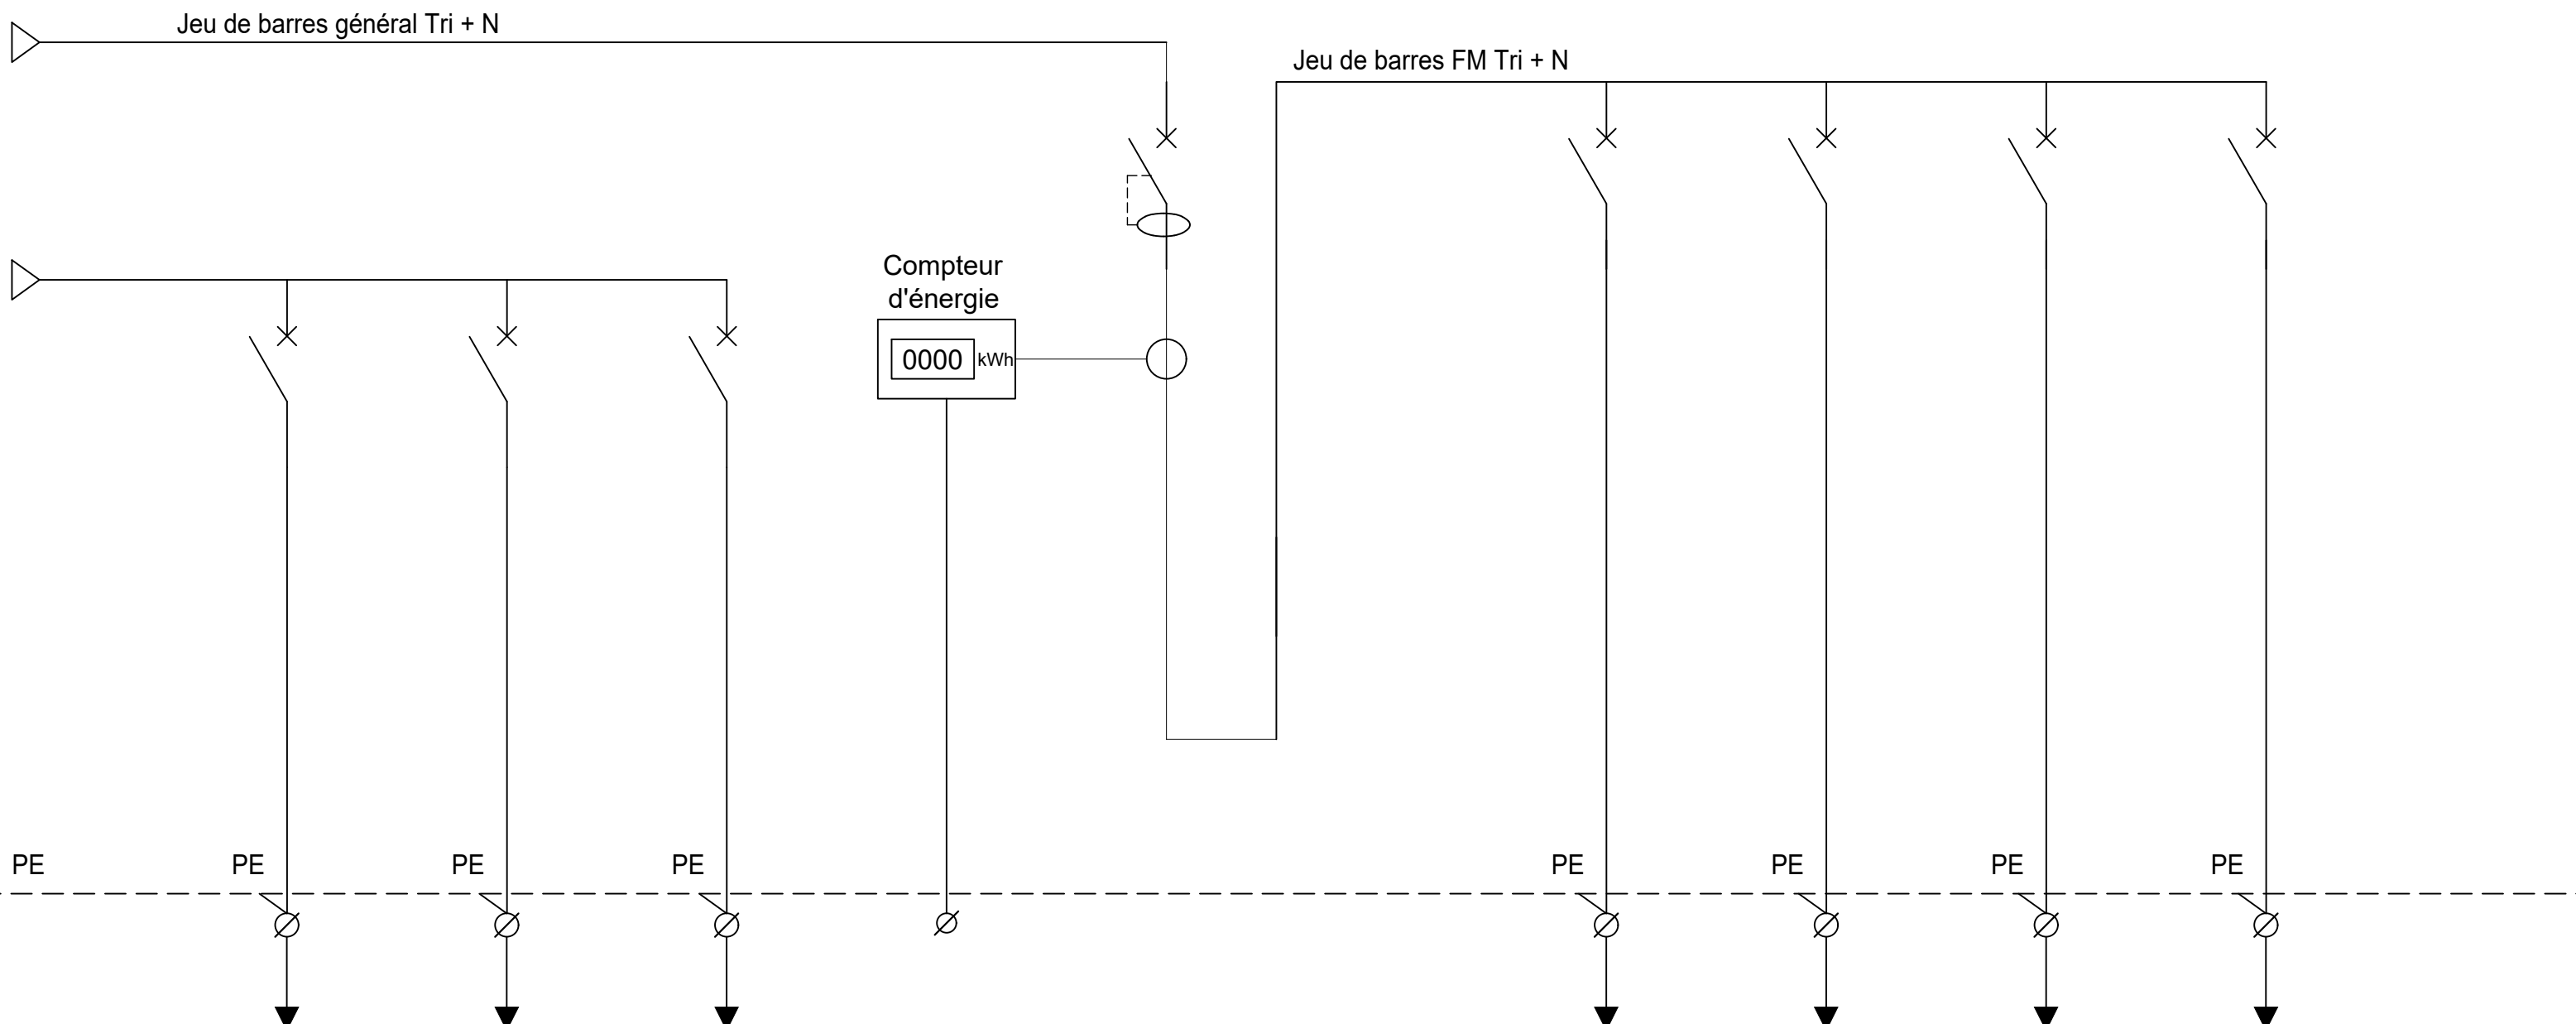 Jeu de barres général Tri + N
Jeu de barres FM Tri + N
Compteur
d'énergie
0000 kWh
PE PE PE PE PE PE PE PE